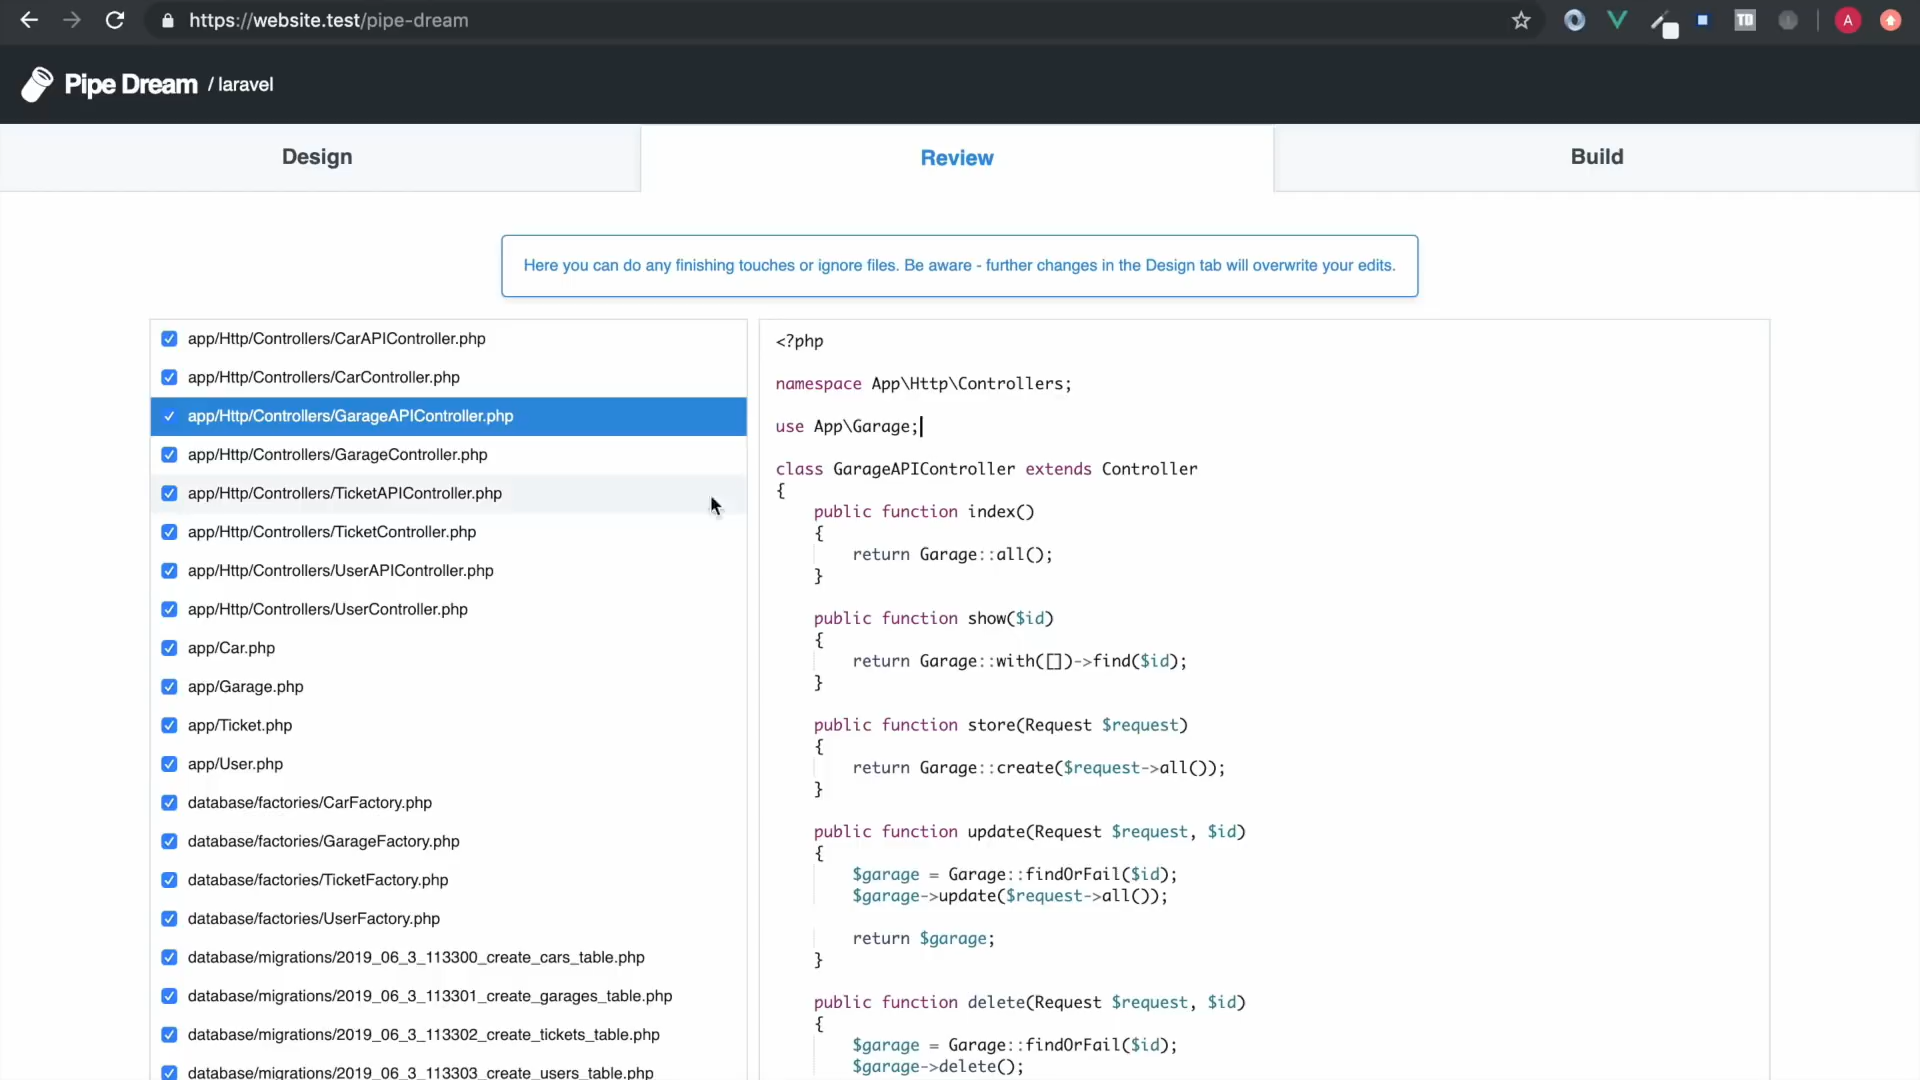 https://website.test/pipe-dream
TD
A
Pipe Dream / laravel
Design
Review
Build
Here you can do any finishing touches or ignore files. Be aware - further changes in the Design tab will overwrite your edits.
app/Http/Controllers/CarAPIController.php
app/Http/Controllers/CarController.php
app/Http/Controllers/GarageAPIController.php
app/Http/Controllers/GarageController.php
app/Http/Controllers/TicketAPIController.php
app/Http/Controllers/TicketController.php
app/Http/Controllers/UserAPIController.php
app/Http/Controllers/UserController.php
app/Car.php
app/Garage.php
app/Ticket.php
app/User.php
database/factories/CarFactory.php
database/factories/GarageFactory.php
database/factories/TicketFactory.php
database/factories/UserFactory.php
database/migrations/2019_06_3_113300_create_cars_table.php
database/migrations/2019_06_3_113301_create_garages_table.php
database/migrations/2019_06_3_113302_create_tickets_table.php
database/migrations/2019_06_3_113303_create_users_table.php
<?php
namespace App\Http\Controllers;
use App\Garage;
class GarageAPIController extends Controller
{
    public function index()
    {
        return Garage::all();
    }
    public function show($id)
    {
        return Garage::with([])->find($id);
    }
    public function store(Request $request)
    {
        return Garage::create($request->all());
    }
    public function update(Request $request, $id)
    {
        $garage = Garage::findOrFail($id);
        $garage->update($request->all());
        return $garage;
    }
    public function delete(Request $request, $id)
    {
        $garage = Garage::findOrFail($id);
        $garage->delete();